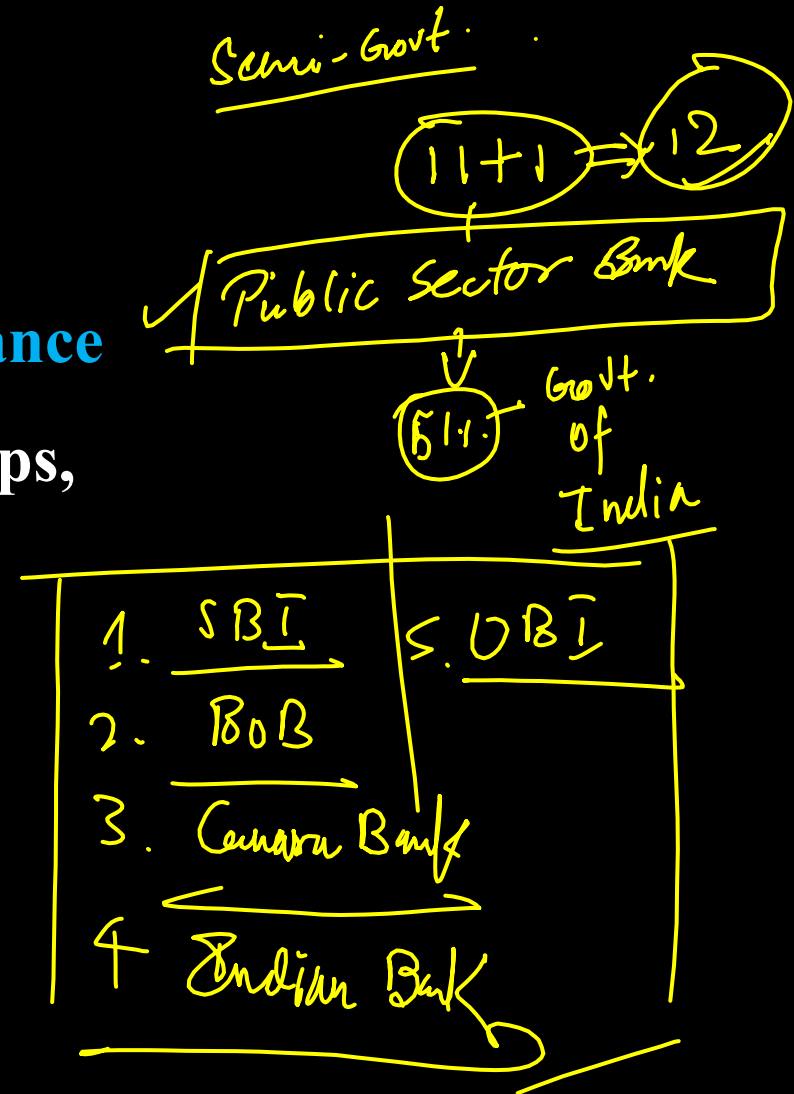 Semi-Govt.
11+1 ⇒ 12
Public Sector Bank
ance
51%. Govt.
of
ps,
India
1. SBI
5. UBI
2. BoB
3. Canara Bank
4 Indian Bank